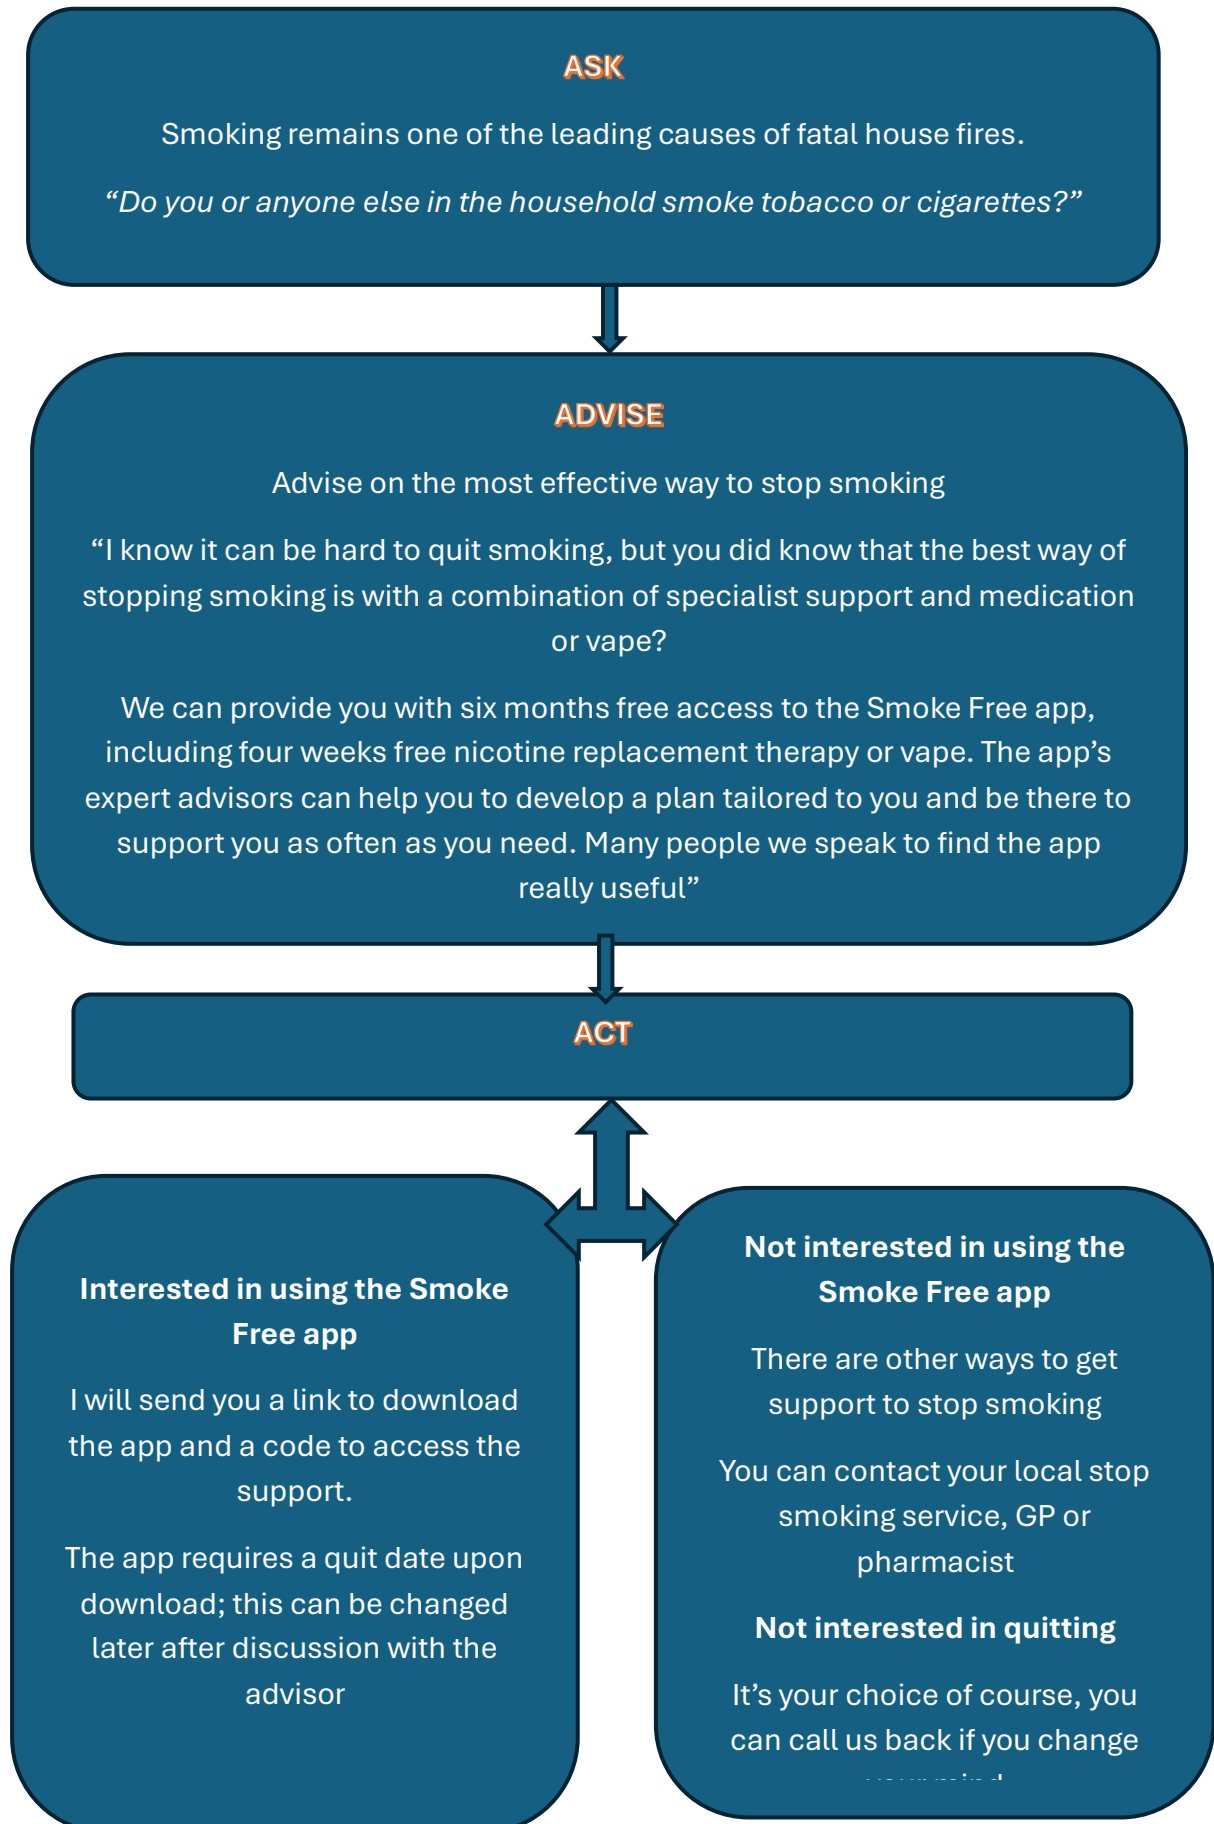 ASK
Smoking remains one of the leading causes of fatal house fires.
“Do you or anyone else in the household smoke tobacco or cigarettes?”
ADVISE
Advise on the most effective way to stop smoking
“I know it can be hard to quit smoking, but you did know that the best way of
stopping smoking is with a combination of specialist support and medication
or vape?
We can provide you with six months free access to the Smoke Free app,
including four weeks free nicotine replacement therapy or vape. The app’s
expert advisors can help you to develop a plan tailored to you and be there to
support you as often as you need. Many people we speak to find the app
really useful”
ACT
Interested in using the Smoke
Free app
I will send you a link to download
the app and a code to access the
support.
The app requires a quit date upon
download; this can be changed
later after discussion with the
advisor
Not interested in using the
Smoke Free app
There are other ways to get
support to stop smoking
You can contact your local stop
smoking service, GP or
pharmacist
Not interested in quitting
It’s your choice of course, you
can call us back if you change